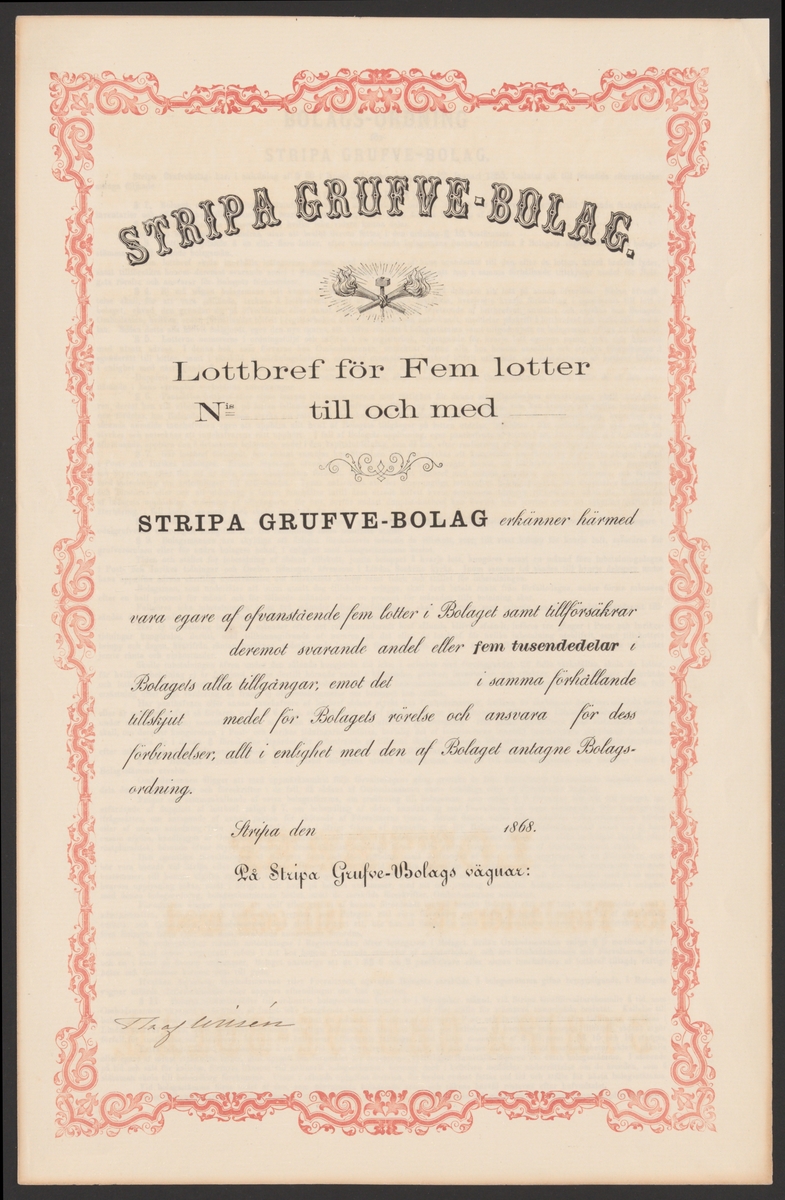 STRIPA GRUFVE-BOLAG.
Lottbref för Fem lotter
Nis till och med
STRIPA GRUFVE-BOLAG erkänner härmed
vara egare af ofvanstående fem lotter i Bolaget samt tillförsäkrar
deremot svarande andel eller fem tusendedelar i
Bolagets alla tillgångar, emot det i samma förhållande
tillskjut medel för Bolagets rörelse och ansvara för dess
förbindelser, allt i enlighet med den af Bolaget antagne Bolags-
ordning.
Stripa den 1868.
På Stripa Grufve-Bolags vägnar: